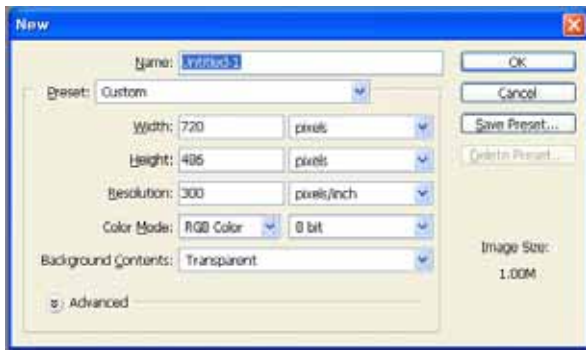 New
Name: Untitled-1
OK
Preset: Custom
Cancel
Width: 720 pixels
Save Preset...
Height: 486 pixels
Delete Preset...
Resolution: 300 pixels/inch
Color Mode: RGB Color 8 bit
Background Contents: Transparent
Image Size:
1.00M
Advanced